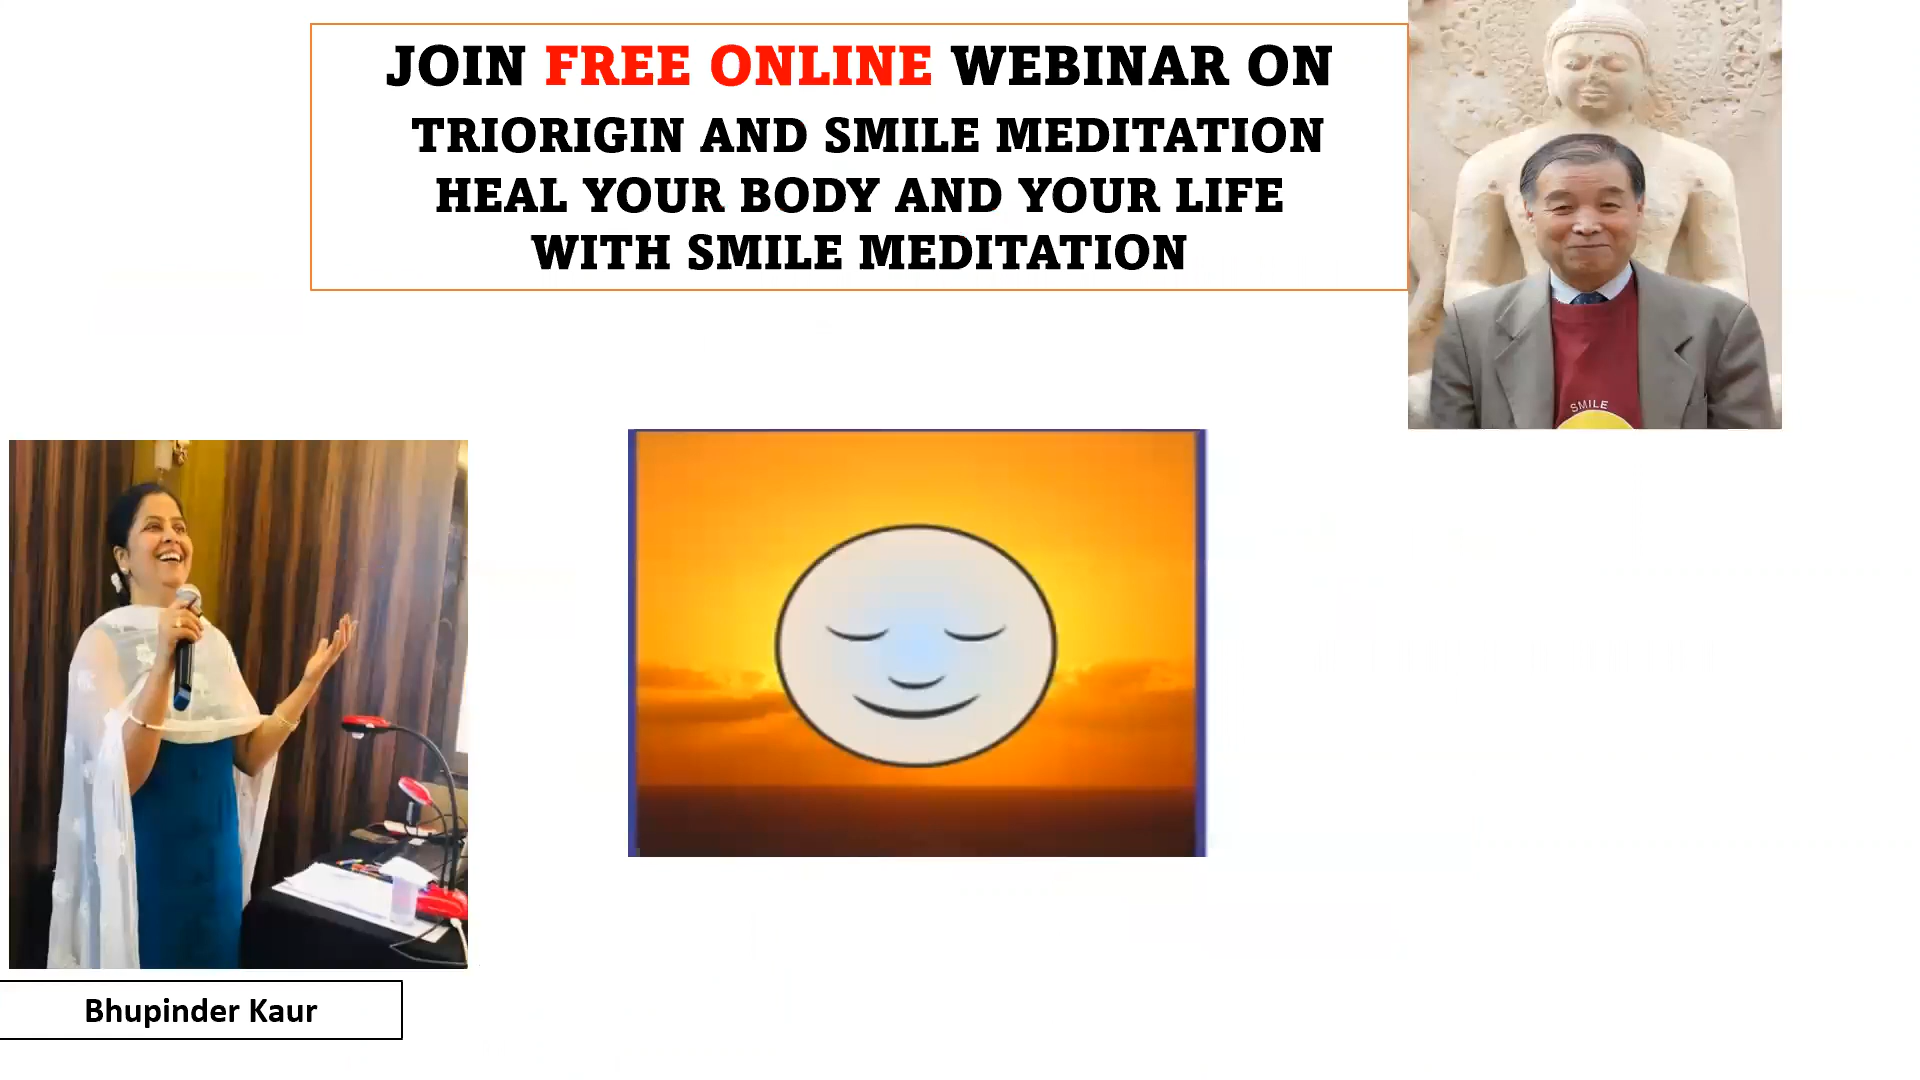 JOIN FREE ONLINE WEBINAR ON
TRIORIGIN AND SMILE MEDITATION
HEAL YOUR BODY AND YOUR LIFE
WITH SMILE MEDITATION
SMILE
Bhupinder Kaur